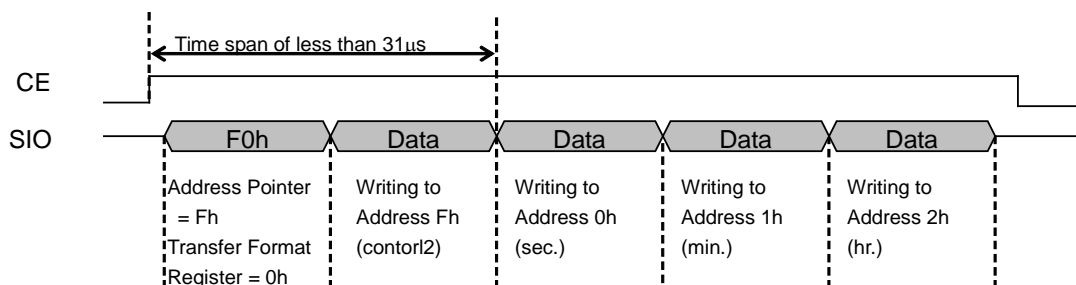 Time span of less than 31μs
CE
SIO
F0h
Data
Data
Data
Data
Address Pointer
= Fh
Transfer Format
Register = 0h
Writing to
Address Fh
(contorl2)
Writing to
Address 0h
(sec.)
Writing to
Address 1h
(min.)
Writing to
Address 2h
(hr.)